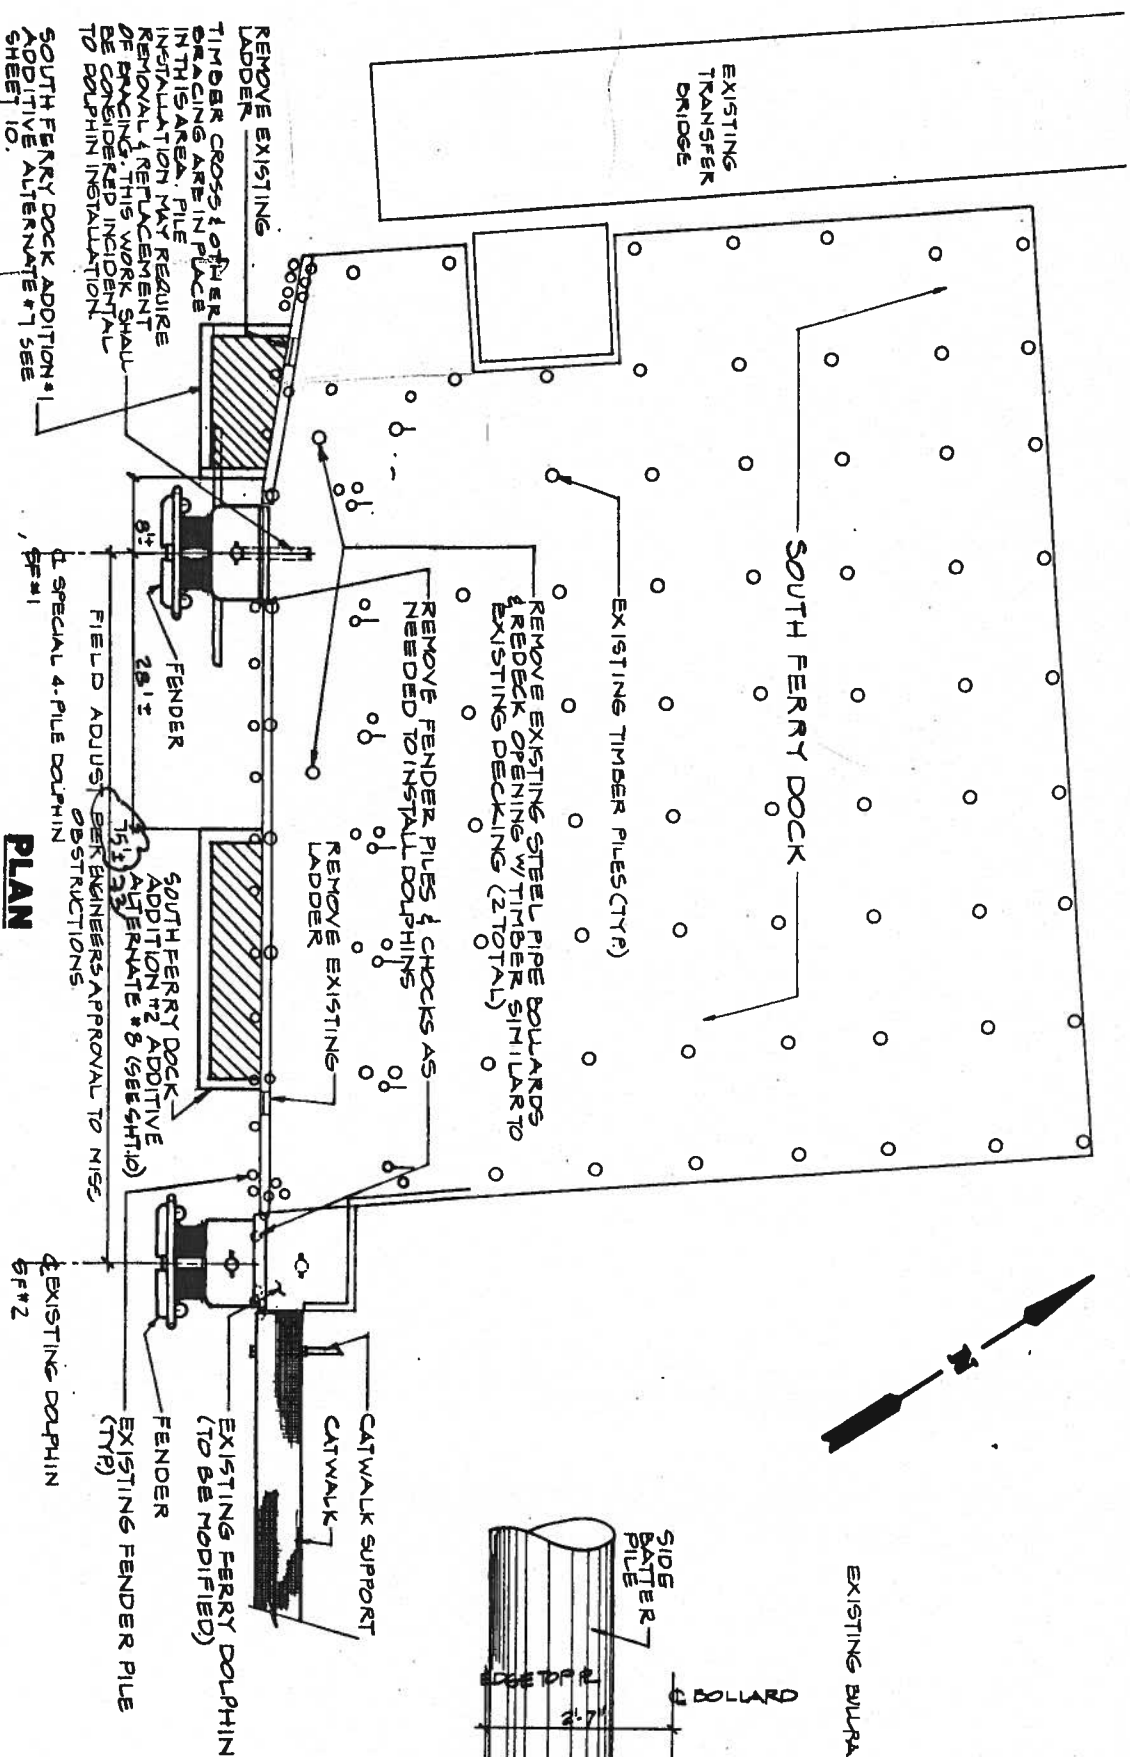 EXISTING
TRANSFER
BRIDGE
SOUTH FERRY DOCK
EXISTING TIMBER PILES (TYP.)
REMOVE EXISTING STEEL PIPE BOLLARDS
& REDECK OPENING W/TIMBER SIMILAR TO
EXISTING DECKING (2 TOTAL)
REMOVE FENDER PILES & CHOCKS AS
NEEDED TO INSTALL DOLPHINS
REMOVE EXISTING
LADDER
REMOVE EXISTING
LADDER
TIMBER CROSS & OTHER
BRACING ARE IN PLACE
IN THIS AREA. PILE
INSTALLATION MAY REQUIRE
REMOVAL & REPLACEMENT
OF BRACING. THIS WORK SHALL
BE CONSIDERED INCIDENTAL
TO DOLPHIN INSTALLATION.
SOUTH FERRY DOCK ADDITION #1
ADDITIVE ALTERNATE #7 SEE
SHEET 10.
8'±
28'±
FENDER
SOUTH FERRY DOCK
ADDITION #2 ADDITIVE
ALTERNATE #8 (SEE SHT. 10)
75'±
FIELD ADJUST PER ENGINEERS APPROVAL TO MISS
OBSTRUCTIONS
℄ SPECIAL 4-PILE DOLPHIN
SF#1
PLAN
℄ EXISTING DOLPHIN
SF#2
CATWALK SUPPORT
CATWALK
EXISTING FERRY DOLPHIN
(TO BE MODIFIED)
FENDER
EXISTING FENDER PILE
(TYP.)
N
EXISTING BULLRA
SIDE
BATTER
PILE
℄ BOLLARD
EDGE TOP PL
2'-7"